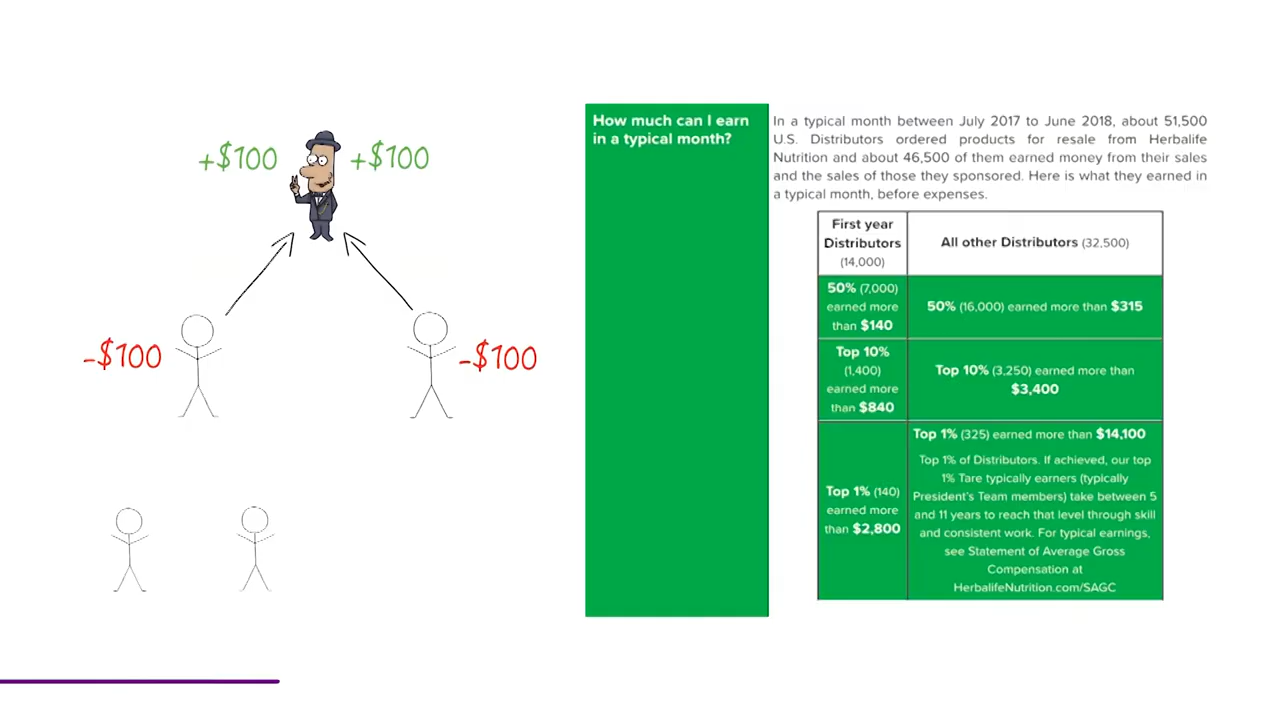 +$100
+$100
-$100
-$100
How much can I earn
in a typical month?
In a typical month between July 2017 to June 2018, about 51,500
U.S. Distributors ordered products for resale from Herbalife
Nutrition and about 46,500 of them earned money from their sales
and the sales of those they sponsored. Here is what they earned in
a typical month, before expenses.
First year
Distributors
(14,000)
All other Distributors (32,500)
50% (7,000)
earned more
than $140
50% (16,000) earned more than $315
Top 10%
(1,400)
earned more
than $840
Top 10% (3,250) earned more than
$3,400
Top 1% (140)
earned more
than $2,800
Top 1% (325) earned more than $14,100
Top 1% of Distributors. If achieved, our top
1% Tare typically earners (typically
President's Team members) take between 5
and 11 years to reach that level through skill
and consistent work. For typical earnings,
see Statement of Average Gross
Compensation at
HerbalifeNutrition.com/SAGC